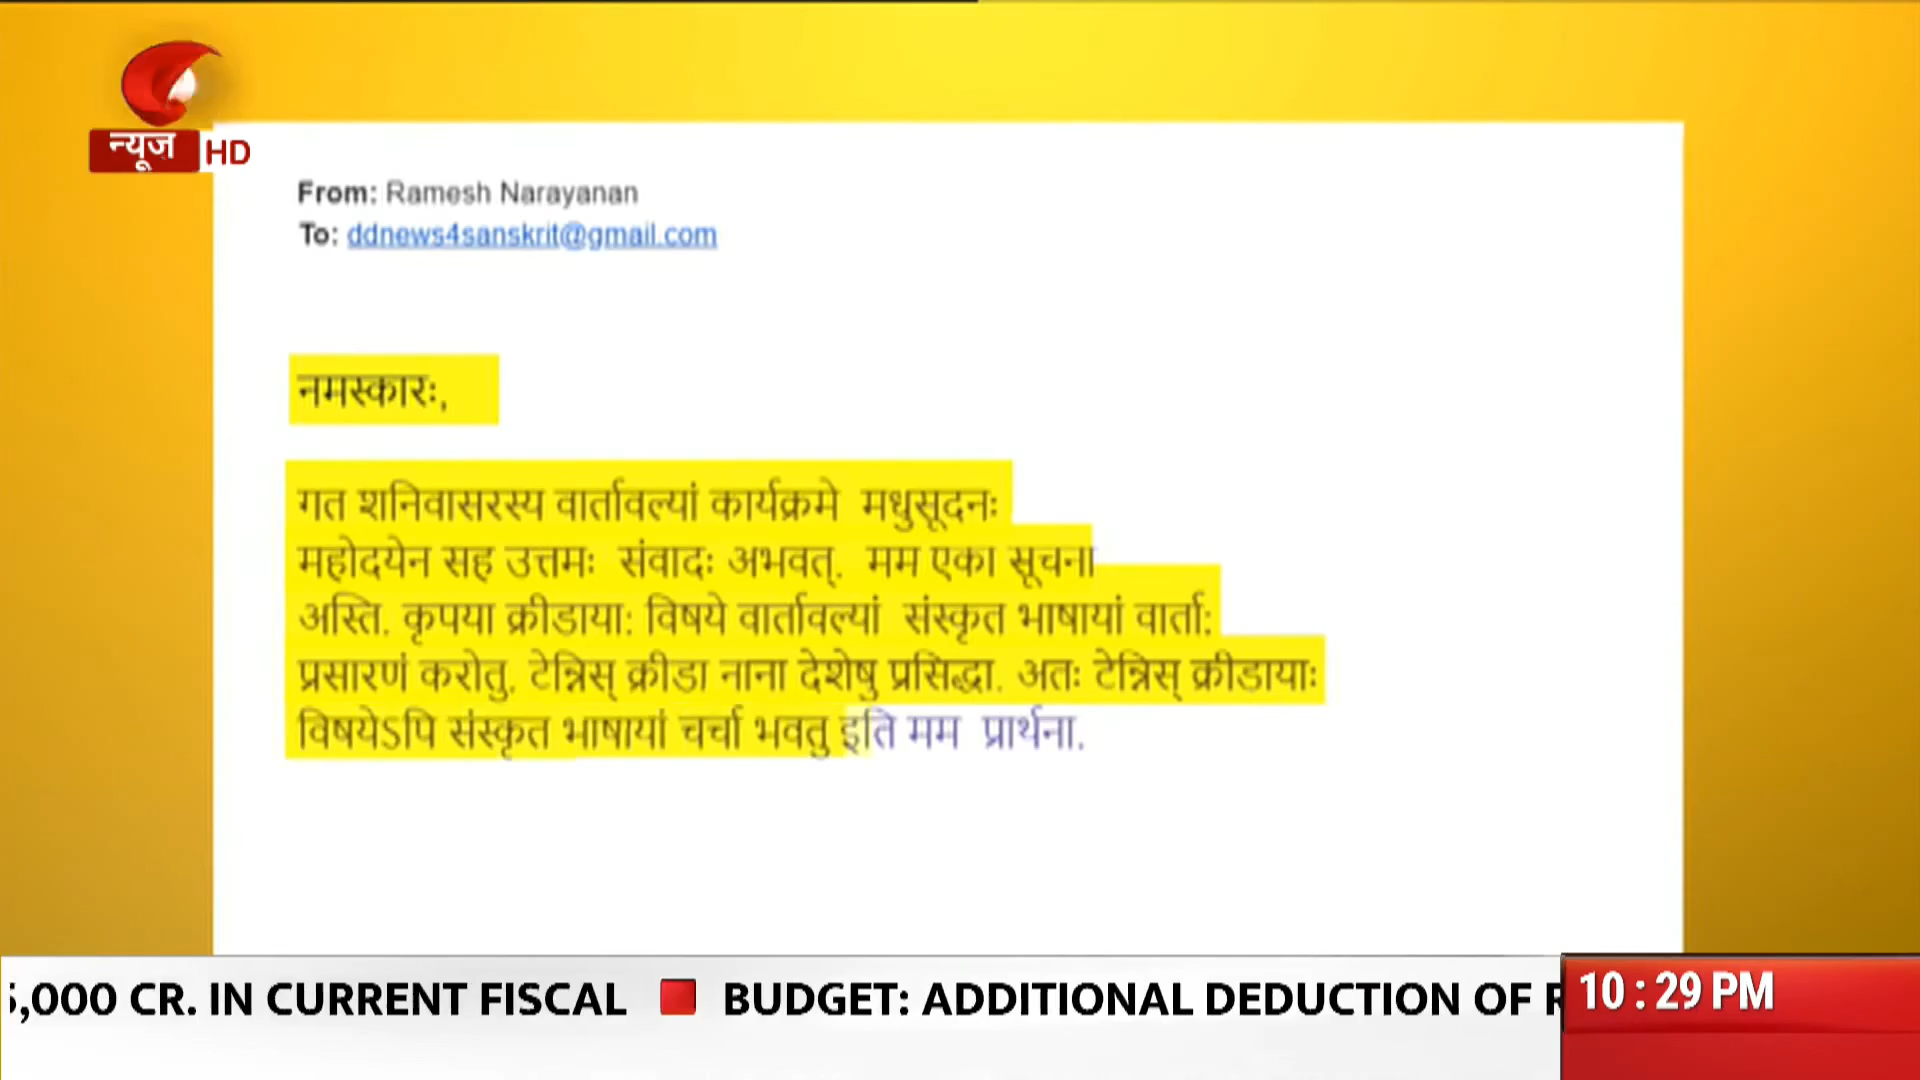 न्यूज HD
From: Ramesh Narayanan
To: ddnews4sanskrit@gmail.com
नमस्कारः,
गत शनिवासरस्य वार्तावल्यां कार्यक्रमे मधुसूदनः
महोदयेन सह उत्तमः संवादः अभवत्. मम एका सूचना
अस्ति. कृपया क्रीडाया: विषये वार्तावल्यां संस्कृत भाषायां वार्ता:
प्रसारणं करोतु. टेन्निस् क्रीडा नाना देशेषु प्रसिद्धा. अतः टेन्निस् क्रीडायाः
विषयेऽपि संस्कृत भाषायां चर्चा भवतु इति मम प्रार्थना.
,000 CR. IN CURRENT FISCAL BUDGET: ADDITIONAL DEDUCTION OF
10 : 29 PM